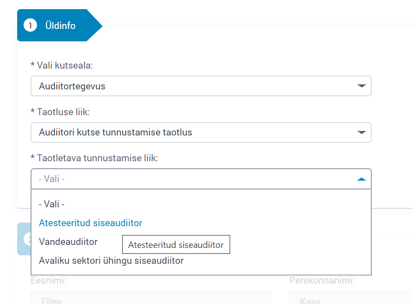 1 Üldinfo
* Vali kutseala:
Audiitortegevus
* Taotluse liik:
Audiitori kutse tunnustamise taotlus
* Taotletava tunnustamise liik:
- Vali -
- Vali -
Atesteeritud siseaudiitor
Vandeaudiitor
Atesteeritud siseaudiitor
Avaliku sektori ühingu siseaudiitor
Eesnimi:
Perekonnanimi:
Ellen
Kass